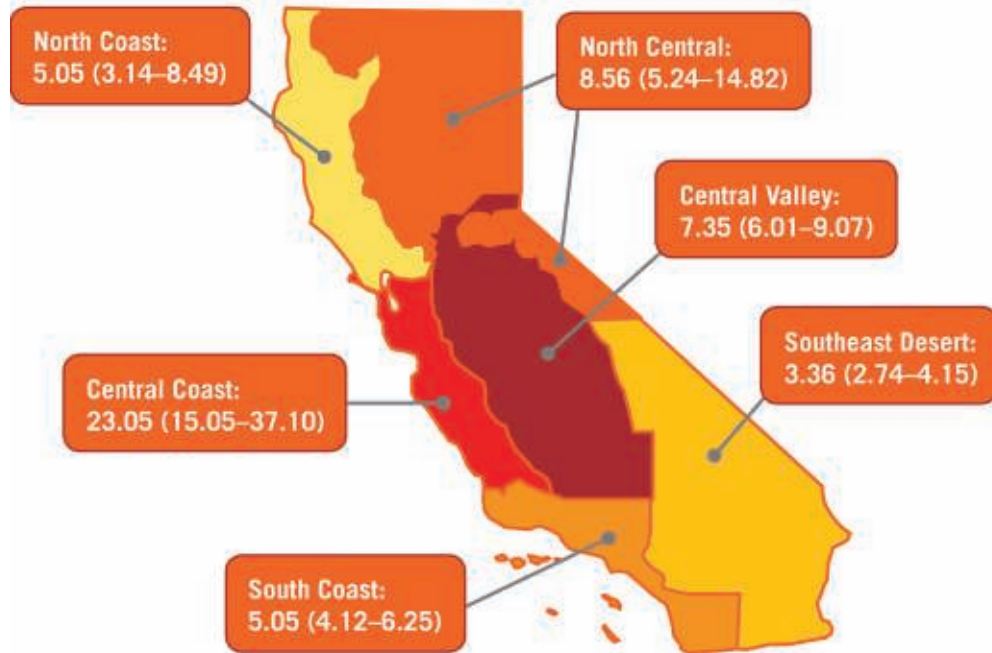 North Coast:
5.05 (3.14–8.49)
North Central:
8.56 (5.24–14.82)
Central Valley:
7.35 (6.01–9.07)
Southeast Desert:
3.36 (2.74–4.15)
Central Coast:
23.05 (15.05–37.10)
South Coast:
5.05 (4.12–6.25)